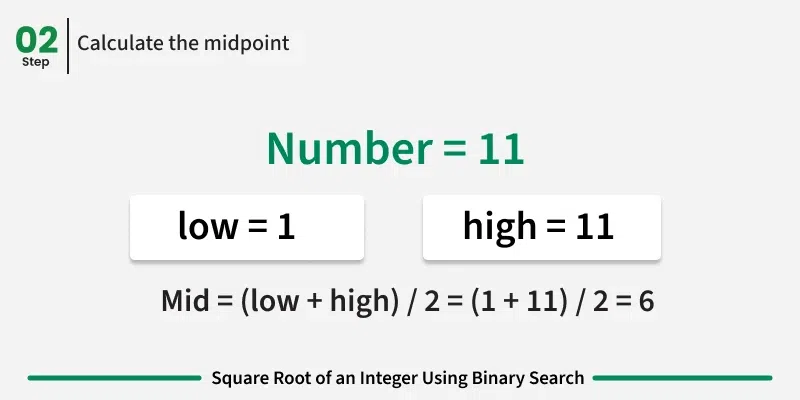 02
Step
Calculate the midpoint
Number = 11
low = 1
high = 11
Mid = (low + high) / 2 = (1 + 11) / 2 = 6
Square Root of an Integer Using Binary Search